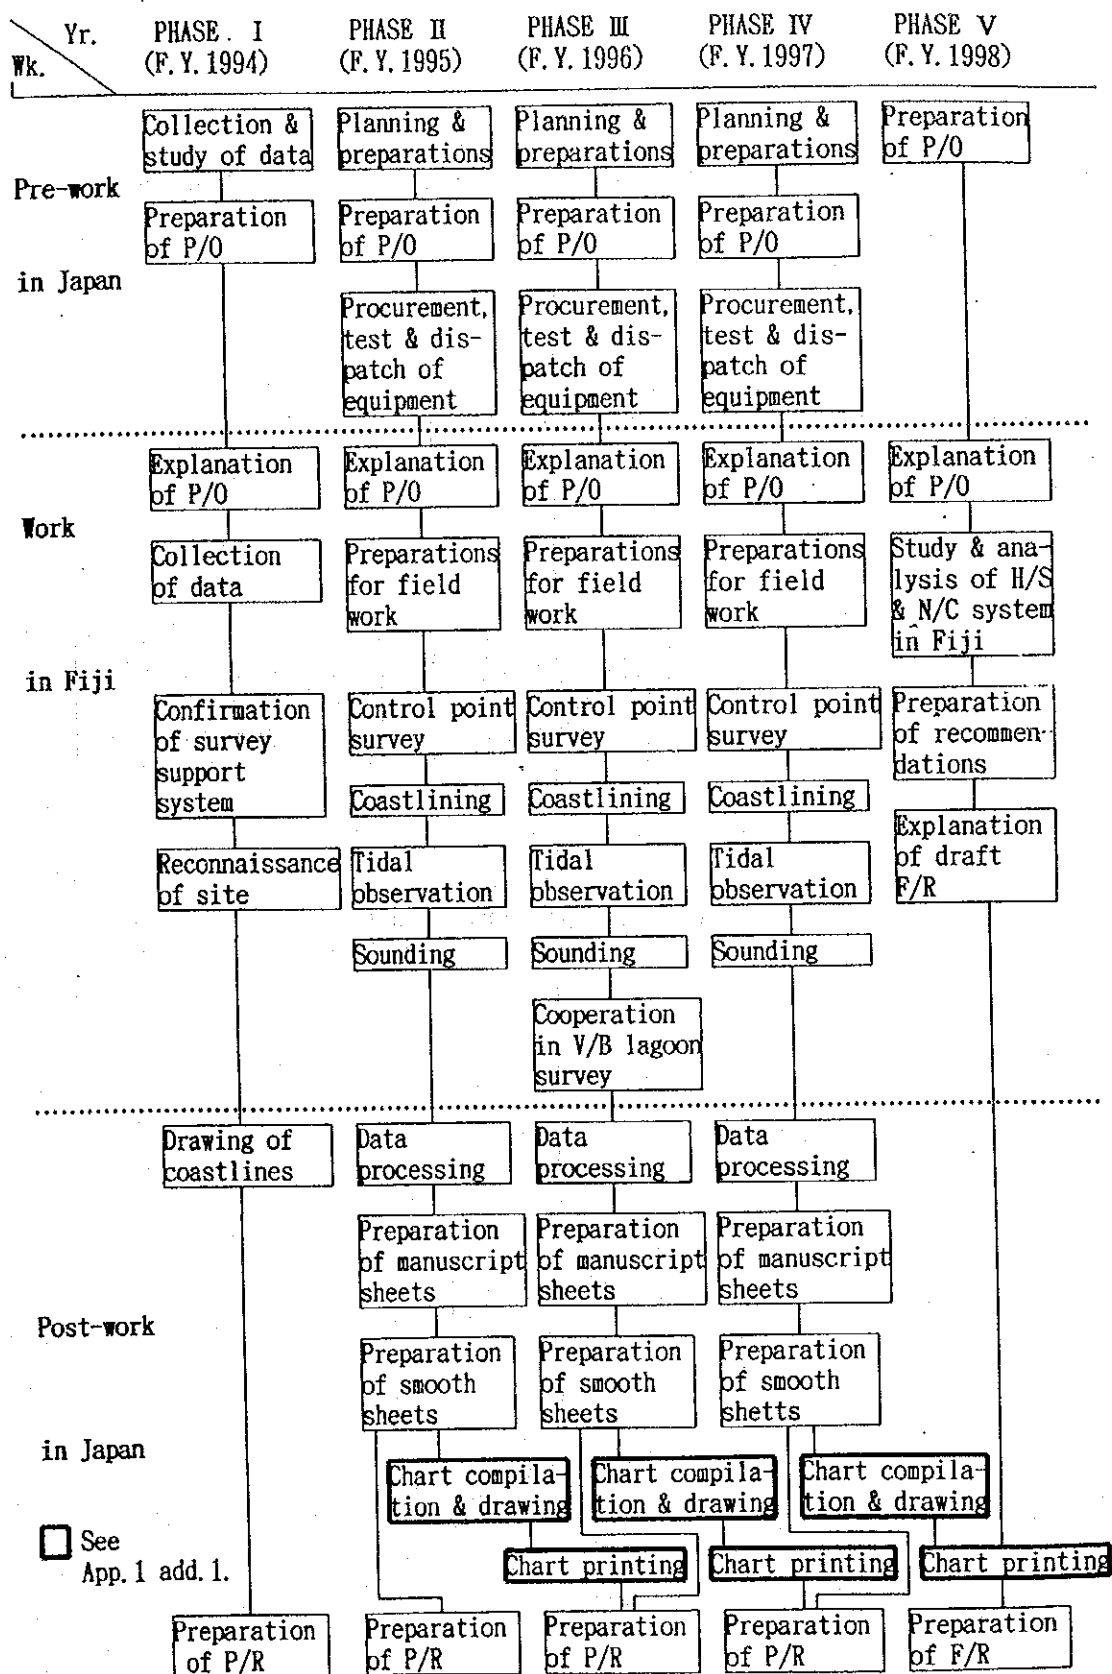 Yr.
Wk.
PHASE. I
(F.Y.1994)
PHASE II
(F.Y.1995)
PHASE III
(F.Y.1996)
PHASE IV
(F.Y.1997)
PHASE V
(F.Y.1998)
Pre-work
in Japan
Collection &
study of data
Preparation
of P/O
Planning &
preparations
Preparation
of P/O
Procurement,
test & dis-
patch of
equipment
Planning &
preparations
Preparation
of P/O
Procurement,
test & dis-
patch of
equipment
Planning &
preparations
Preparation
of P/O
Procurement,
test & dis-
patch of
equipment
Preparation
of P/O
Work
in Fiji
Explanation
of P/O
Collection
of data
Confirmation
of survey
support
system
Reconnaissance
of site
Explanation
of P/O
Preparations
for field
work
Control point
survey
Coastlining
Tidal
observation
Sounding
Explanation
of P/O
Preparations
for field
work
Control point
survey
Coastlining
Tidal
observation
Sounding
Cooperation
in V/B lagoon
survey
Explanation
of P/O
Preparations
for field
work
Control point
survey
Coastlining
Tidal
observation
Sounding
Explanation
of P/O
Study & ana-
lysis of H/S
& N/C system
in Fiji
Preparation
of recommen-
dations
Explanation
of draft
F/R
Post-work
in Japan
See
App.1 add.1.
Drawing of
coastlines
Preparation
of P/R
Data
processing
Preparation
of manuscript
sheets
Preparation
of smooth
sheets
Chart compila-
tion & drawing
Chart printing
Preparation
of P/R
Data
processing
Preparation
of manuscript
sheets
Preparation
of smooth
sheets
Chart compila-
tion & drawing
Chart printing
Preparation
of P/R
Data
processing
Preparation
of manuscript
sheets
Preparation
of smooth
shetts
Chart compila-
tion & drawing
Chart printing
Preparation
of P/R
Preparation
of F/R